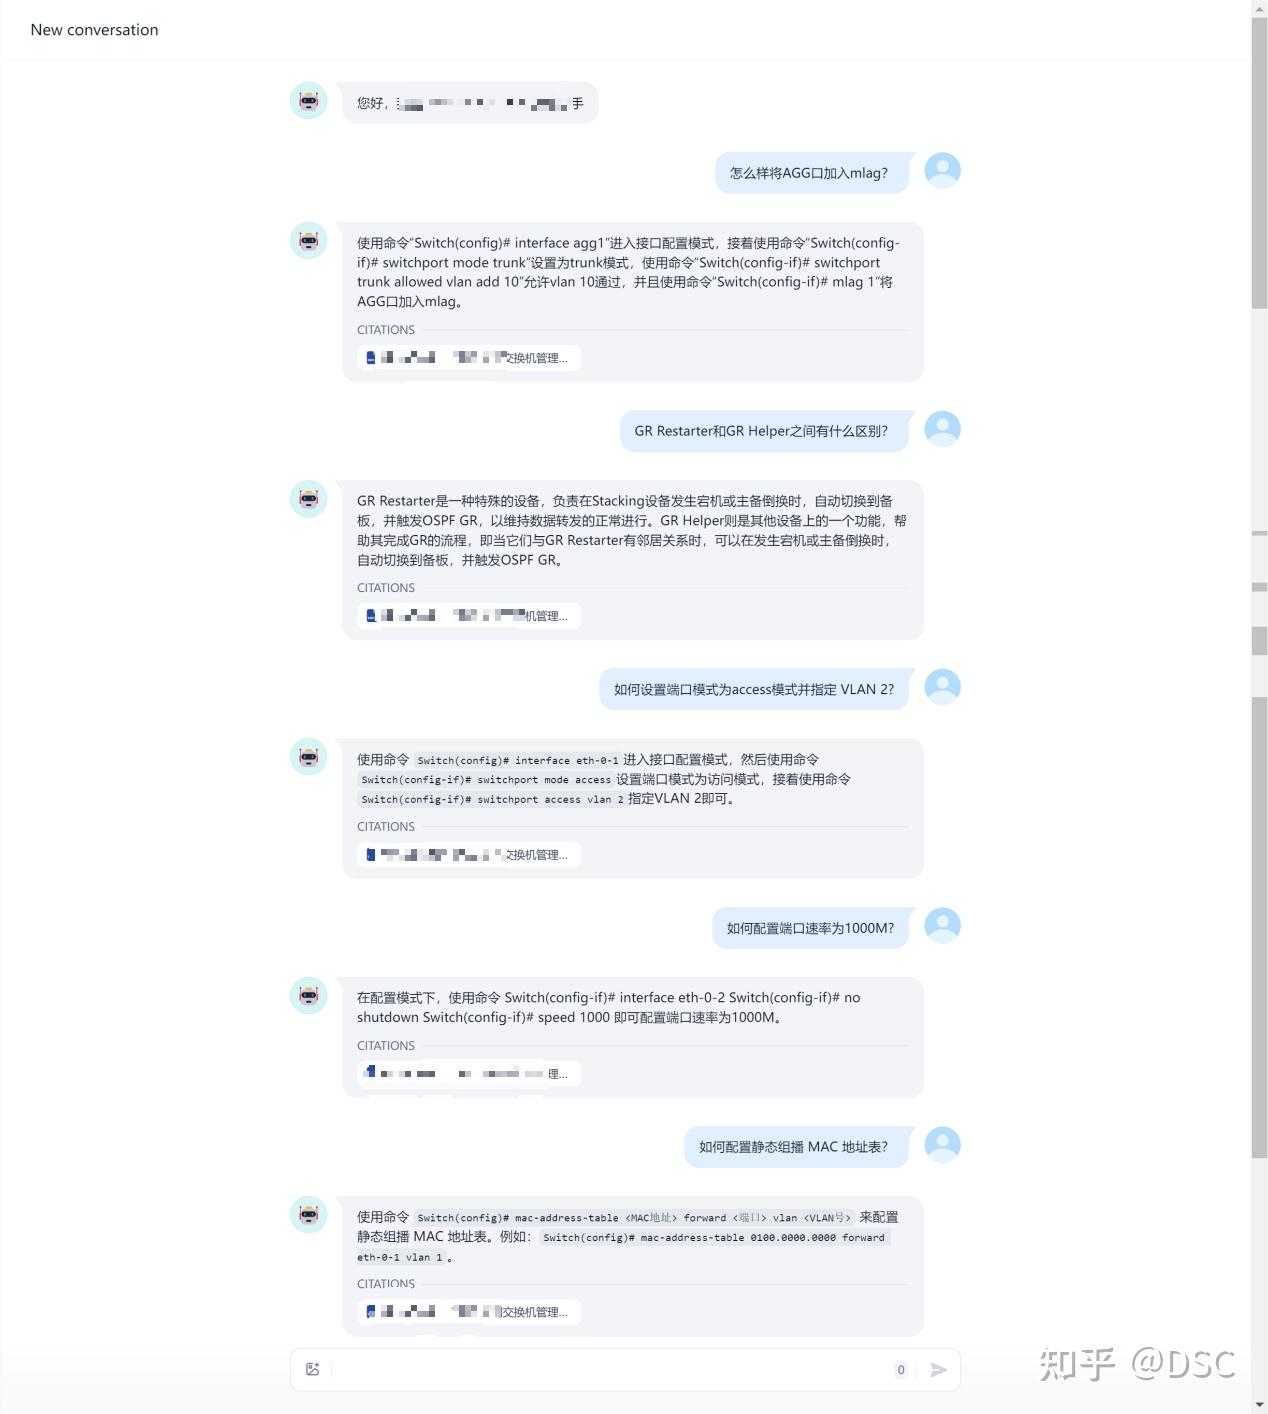 New conversation
您好，
手
怎么样将AGG口加入mlag？
使用命令"Switch(config)# interface agg1"进入接口配置模式，接着使用命令"Switch(config-
if)# switchport mode trunk"设置为trunk模式，使用命令"Switch(config-if)# switchport
trunk allowed vlan add 10"允许vlan 10通过，并且使用命令"Switch(config-if)# mlag 1"将
AGG口加入mlag。
CITATIONS
交换机管理...
GR Restarter和GR Helper之间有什么区别？
GR Restarter是一种特殊的设备，负责在Stacking设备发生宕机或主备倒换时，自动切换到备
板，并触发OSPF GR，以维持数据转发的正常进行。GR Helper则是其他设备上的一个功能，帮
助其完成GR的流程，即当它们与GR Restarter有邻居关系时，可以在发生宕机或主备倒换时，
自动切换到备板，并触发OSPF GR。
CITATIONS
机管理...
如何设置端口模式为access模式并指定 VLAN 2？
使用命令 Switch(config)# interface eth-0-1 进入接口配置模式，然后使用命令
Switch(config-if)# switchport mode access 设置端口模式为访问模式，接着使用命令
Switch(config-if)# switchport access vlan 2 指定VLAN 2即可。
CITATIONS
交换机管理...
如何配置端口速率为1000M？
在配置模式下，使用命令 Switch(config-if)# interface eth-0-2 Switch(config-if)# no
shutdown Switch(config-if)# speed 1000 即可配置端口速率为1000M。
CITATIONS
理...
如何配置静态组播 MAC 地址表？
使用命令 Switch(config)# mac-address-table <MAC地址> forward <端口> vlan <VLAN号> 来配置
静态组播 MAC 地址表。例如： Switch(config)# mac-address-table 0100.0000.0000 forward
eth-0-1 vlan 1 。
CITATIONS
交换机管理...
0
知乎 @DSC